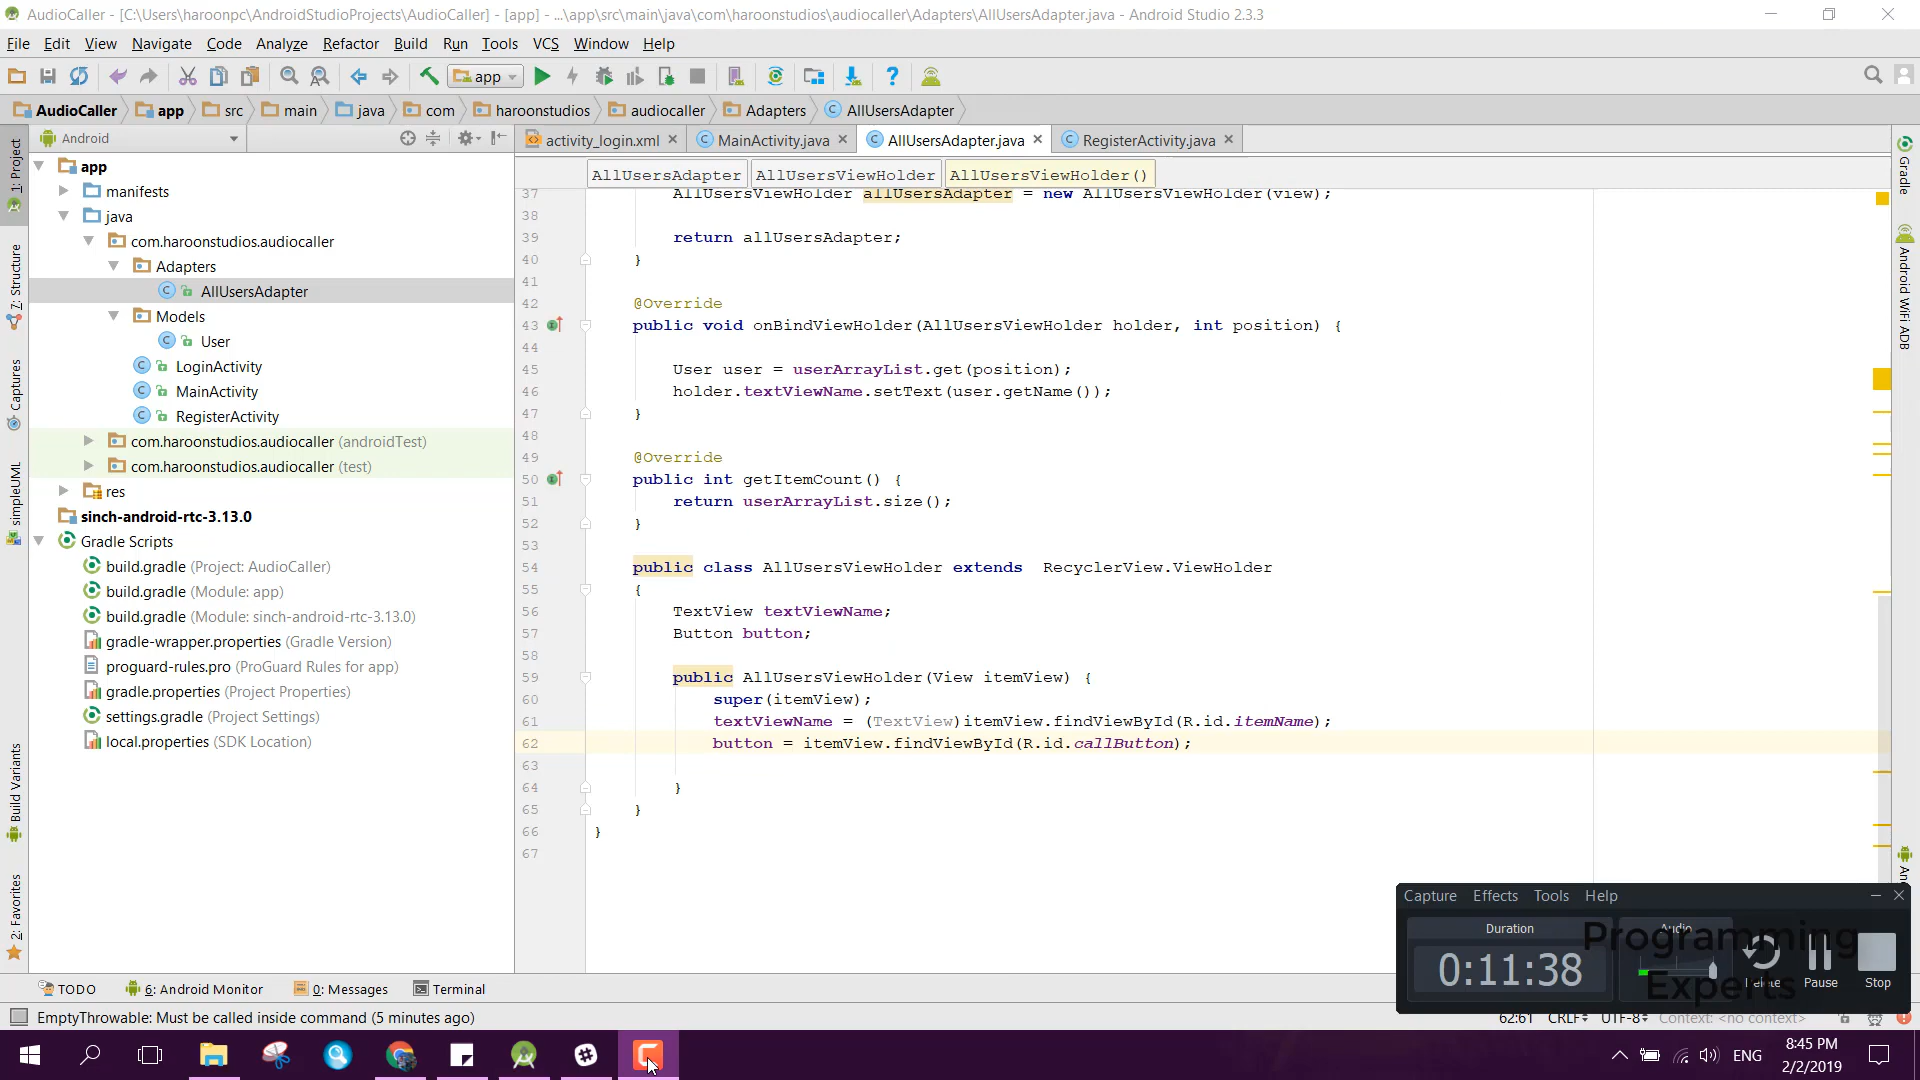 AudioCaller - [C:\Users\haroonpc\AndroidStudioProjects\AudioCaller] - [app] - ...\app\src\main\java\com\haroonstudios\audiocaller\Adapters\AllUsersAdapter.java - Android Studio 2.3.3
File Edit View Navigate Code Analyze Refactor Build Run Tools VCS Window Help
app
AudioCaller app src main java com haroonstudios audiocaller Adapters AllUsersAdapter
Android
activity_login.xml MainActivity.java AllUsersAdapter.java RegisterActivity.java
AllUsersAdapter AllUsersViewHolder AllUsersViewHolder()
1: Project
7: Structure
Captures
simpleUML
Build Variants
2: Favorites
app
manifests
java
com.haroonstudios.audiocaller
Adapters
AllUsersAdapter
Models
User
LoginActivity
MainActivity
RegisterActivity
com.haroonstudios.audiocaller (androidTest)
com.haroonstudios.audiocaller (test)
res
sinch-android-rtc-3.13.0
Gradle Scripts
build.gradle (Project: AudioCaller)
build.gradle (Module: app)
build.gradle (Module: sinch-android-rtc-3.13.0)
gradle-wrapper.properties (Gradle Version)
proguard-rules.pro (ProGuard Rules for app)
gradle.properties (Project Properties)
settings.gradle (Project Settings)
local.properties (SDK Location)
37 AllUsersViewHolder allUsersAdapter = new AllUsersViewHolder(view);
38
39 return allUsersAdapter;
40 }
41
42 @Override
43 public void onBindViewHolder(AllUsersViewHolder holder, int position) {
44
45 User user = userArrayList.get(position);
46 holder.textViewName.setText(user.getName());
47 }
48
49 @Override
50 public int getItemCount() {
51 return userArrayList.size();
52 }
53
54 public class AllUsersViewHolder extends RecyclerView.ViewHolder
55 {
56 TextView textViewName;
57 Button button;
58
59 public AllUsersViewHolder(View itemView) {
60 super(itemView);
61 textViewName = (TextView)itemView.findViewById(R.id.itemName);
62 button = itemView.findViewById(R.id.callButton);
63
64 }
65 }
66 }
67
Gradle
Android WiFi ADB
Capture Effects Tools Help
Duration Audio
0:11:38
Delete Pause Stop
Programming
Experts
TODO 6: Android Monitor 0: Messages Terminal
EmptyThrowable: Must be called inside command (5 minutes ago)
62:61 CRLF UTF-8 Context: <no context>
ENG
8:45 PM
2/2/2019